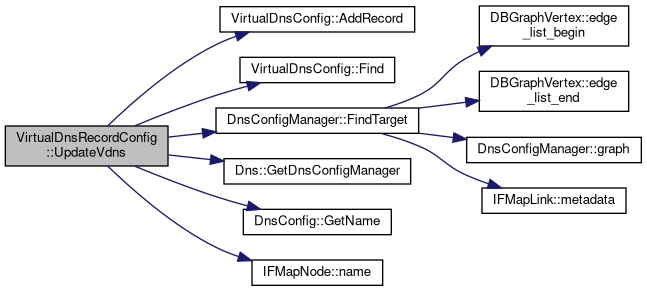 VirtualDnsRecordConfig
::UpdateVdns
VirtualDnsConfig::AddRecord
VirtualDnsConfig::Find
DnsConfigManager::FindTarget
Dns::GetDnsConfigManager
DnsConfig::GetName
IFMapNode::name
DBGraphVertex::edge
_list_begin
DBGraphVertex::edge
_list_end
DnsConfigManager::graph
IFMapLink::metadata